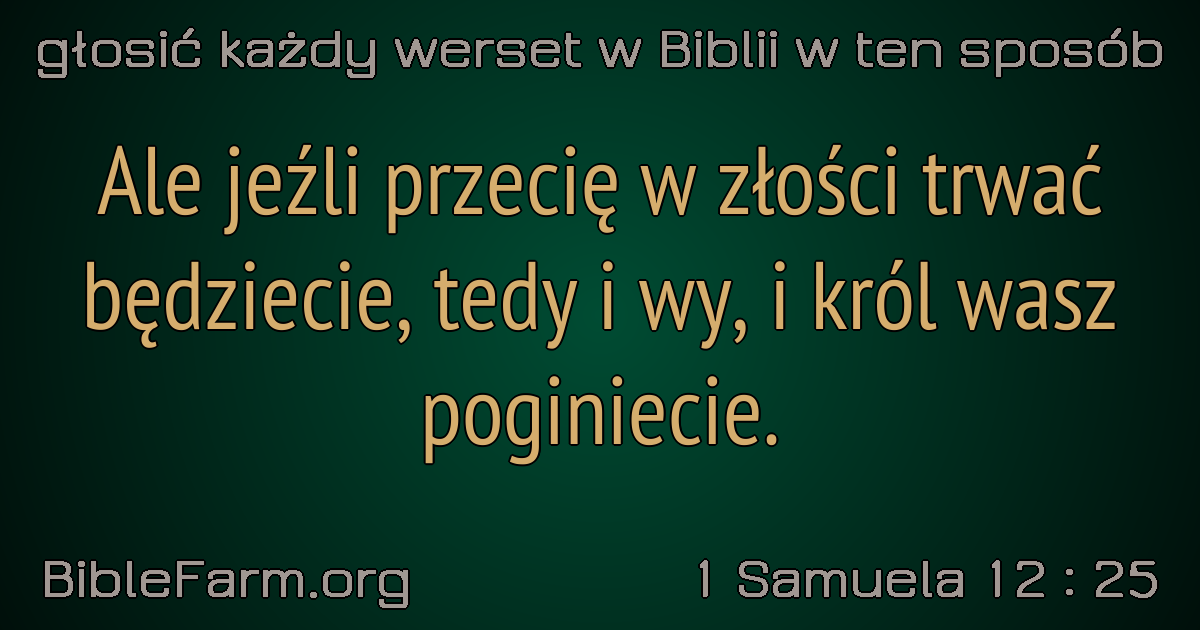 głosić każdy werset w Biblii w ten sposób
Ale jeźli przecię w złości trwać
będziecie, tedy i wy, i król wasz
poginiecie.
BibleFarm.org
1 Samuela 12 : 25